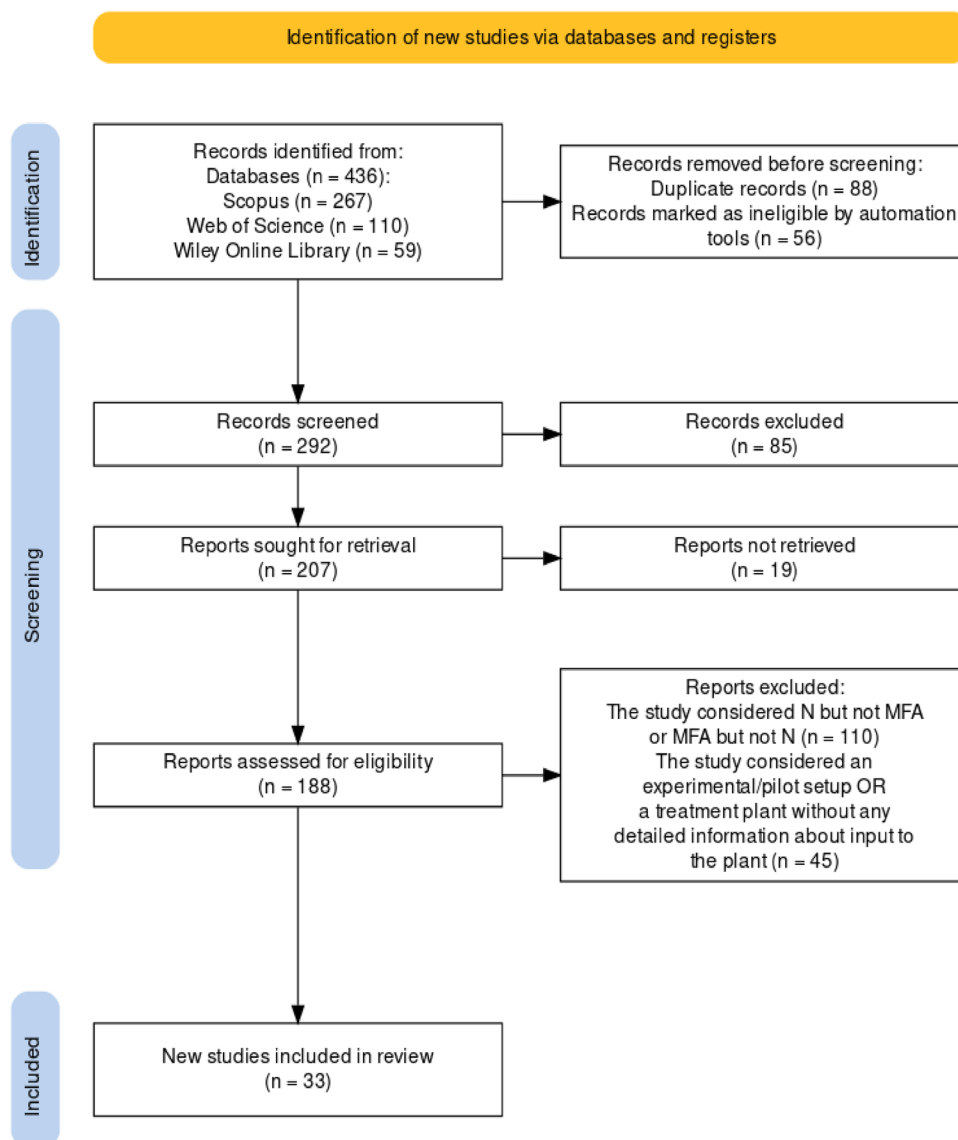 Identification of new studies via databases and registers
Identification
Records identified from:
Databases (n = 436):
Scopus (n = 267)
Web of Science (n = 110)
Wiley Online Library (n = 59)
Records removed before screening:
Duplicate records (n = 88)
Records marked as ineligible by automation
tools (n = 56)
Screening
Records screened
(n = 292)
Records excluded
(n = 85)
Reports sought for retrieval
(n = 207)
Reports not retrieved
(n = 19)
Reports assessed for eligibility
(n = 188)
Reports excluded:
The study considered N but not MFA
or MFA but not N (n = 110)
The study considered an
experimental/pilot setup OR
a treatment plant without any
detailed information about input to
the plant (n = 45)
Included
New studies included in review
(n = 33)